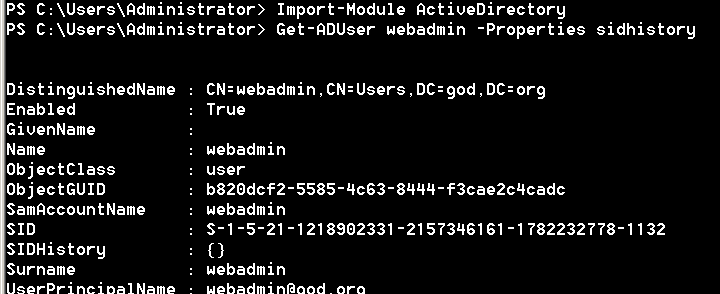 PS C:\Users\Administrator> Import-Module ActiveDirectory
PS C:\Users\Administrator> Get-ADUser webadmin -Properties sidhistory
DistinguishedName : CN=webadmin,CN=Users,DC=god,DC=org
Enabled : True
GivenName :
Name : webadmin
ObjectClass : user
ObjectGUID : b820dcf2-5585-4c63-8444-f3cae2c4cadc
SamAccountName : webadmin
SID : S-1-5-21-1218902331-2157346161-1782232778-1132
SIDHistory : {}
Surname : webadmin
UserPrincipalName : webadmin@god.org